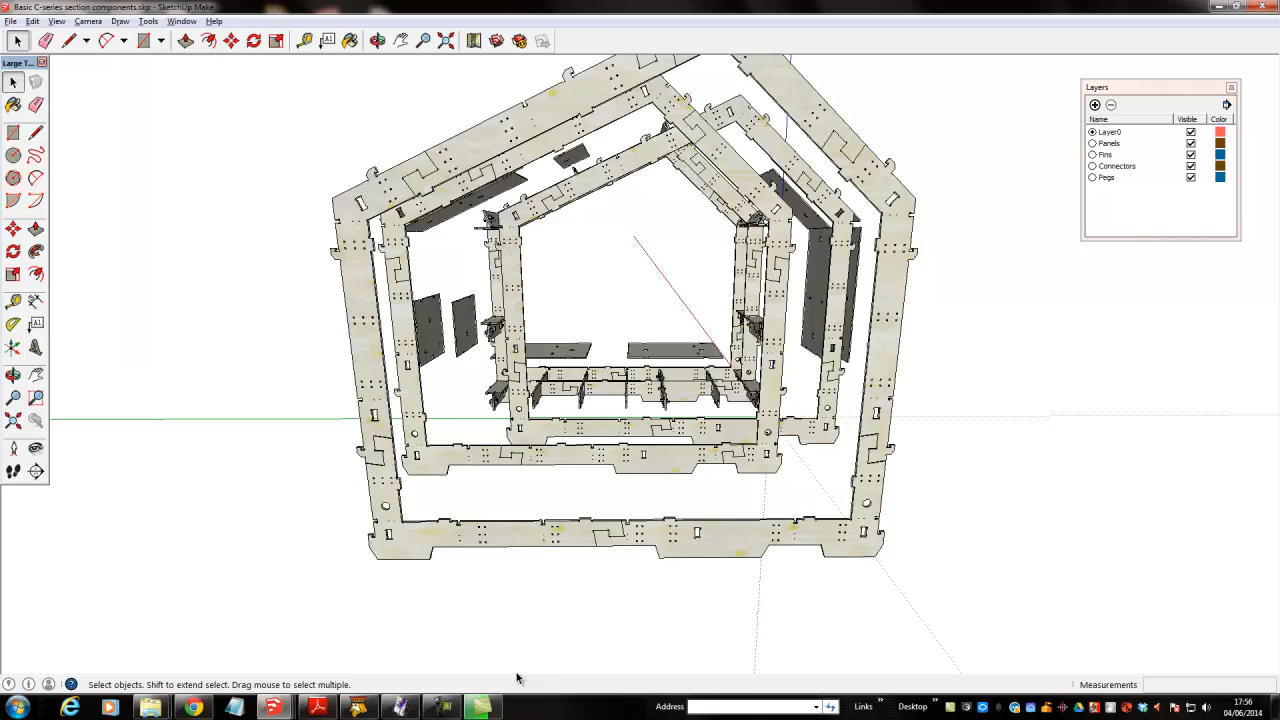 Basic C-series section components.skp - SketchUp Make
File Edit View Camera Draw Tools Window Help
Large T...
Layers
Name Visible Color
Layer0
Panels
Pins
Connectors
Pegs
Select objects. Shift to extend select. Drag mouse to select multiple.
Measurements
Address
Links
Desktop
17:56
04/06/2014